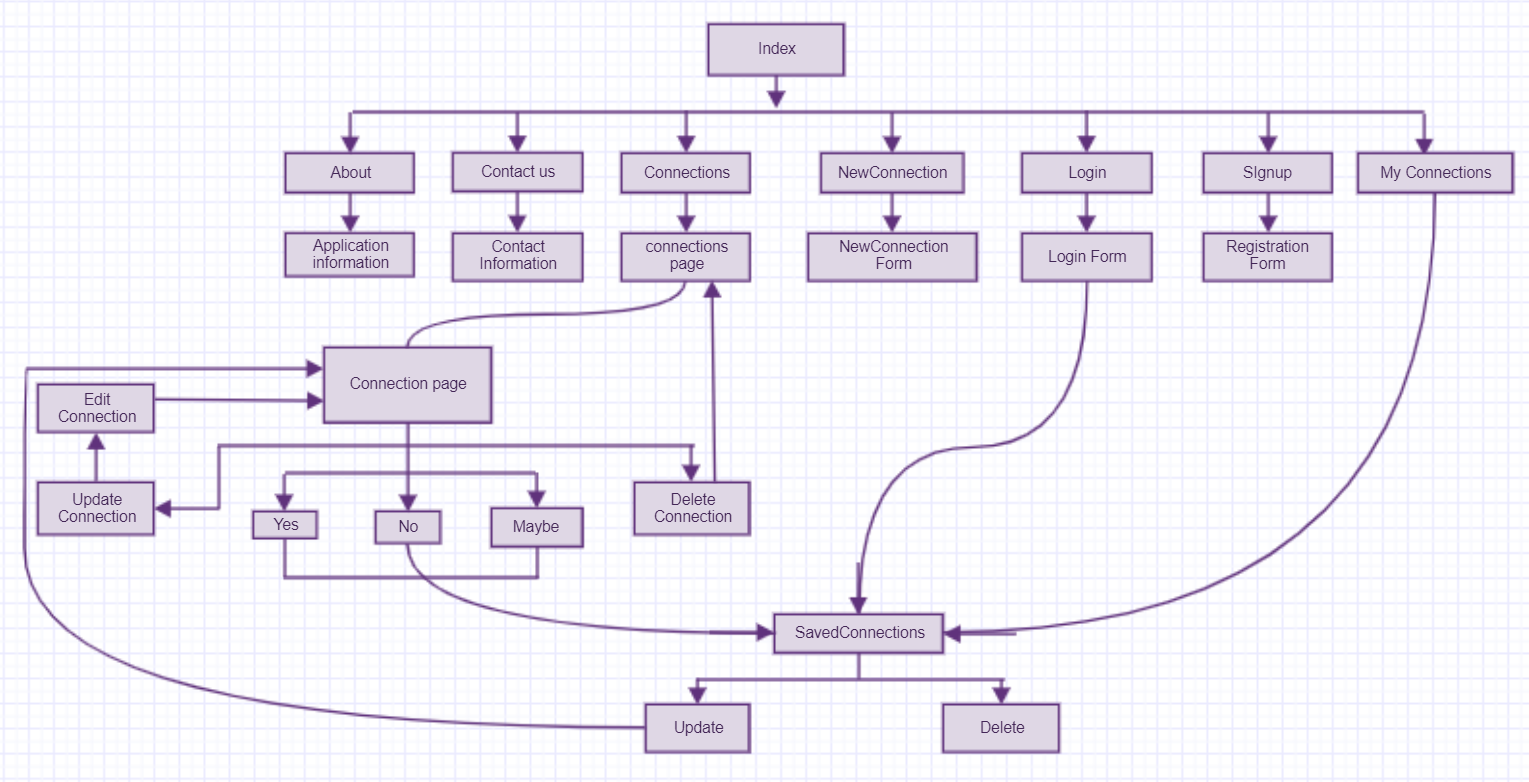 Index
About
Contact us
Connections
NewConnection
Login
SIgnup
My Connections
Application
information
Contact
Information
connections
page
NewConnection
Form
Login Form
Registration
Form
Connection page
Edit
Connection
Update
Connection
Yes
No
Maybe
Delete
Connection
SavedConnections
Update
Delete